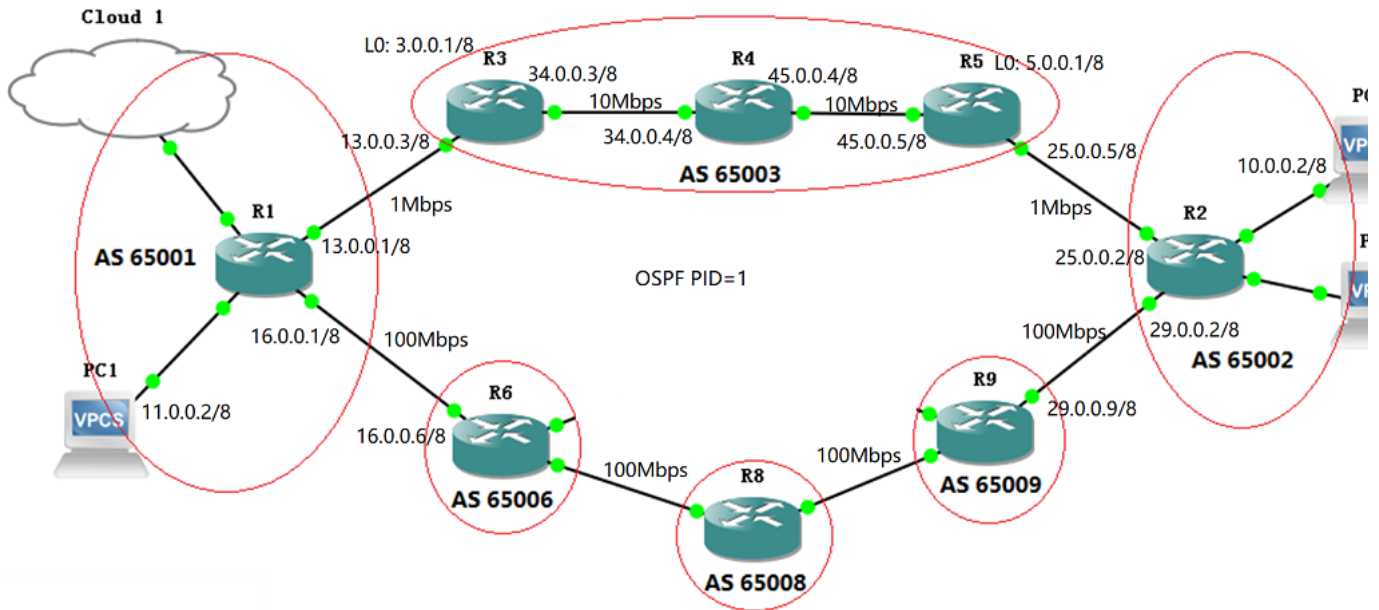 Cloud 1
L0: 3.0.0.1/8
R3
34.0.0.3/8
R4
45.0.0.4/8
R5
L0: 5.0.0.1/8
10Mbps
10Mbps
34.0.0.4/8
45.0.0.5/8
13.0.0.3/8
AS 65003
25.0.0.5/8
10.0.0.2/8
1Mbps
1Mbps
R1
R2
AS 65001
13.0.0.1/8
25.0.0.2/8
OSPF PID=1
16.0.0.1/8
100Mbps
100Mbps
29.0.0.2/8
AS 65002
PC1
VPCS
11.0.0.2/8
R6
R9
16.0.0.6/8
29.0.0.9/8
100Mbps
100Mbps
AS 65006
R8
AS 65009
AS 65008